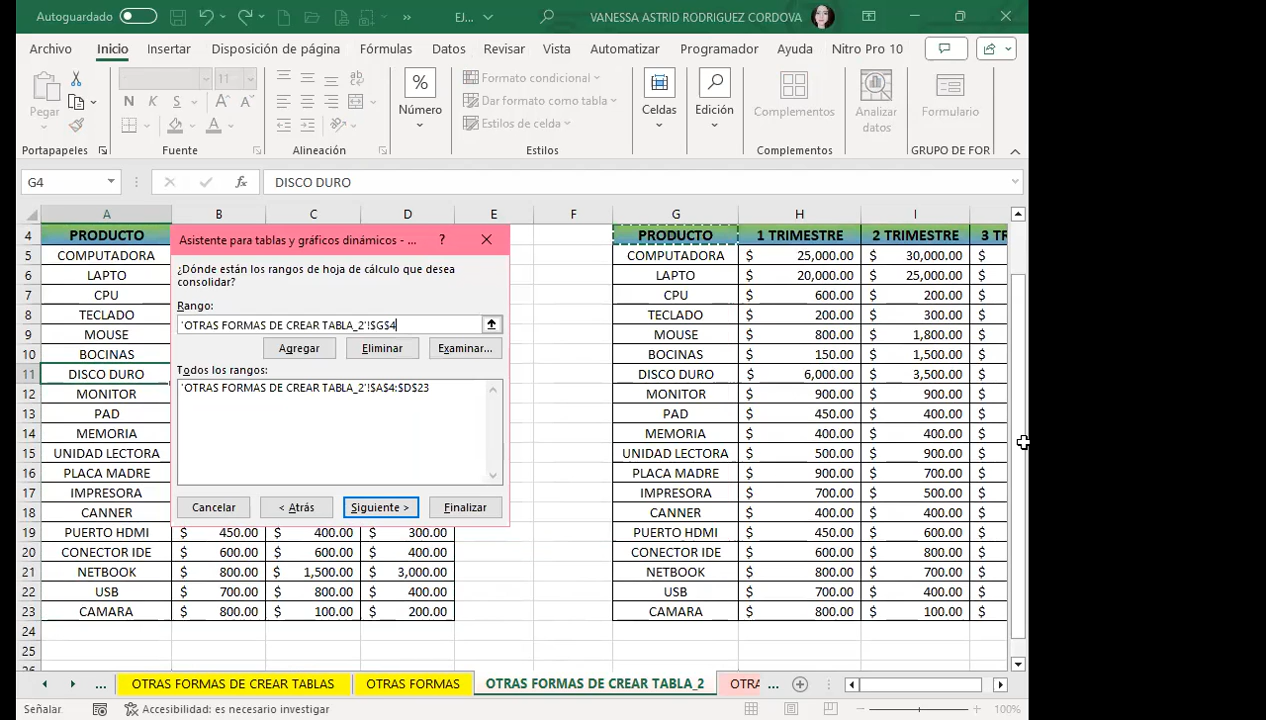 Autoguardado EJ... VANESSA ASTRID RODRIGUEZ CORDOVA
Archivo Inicio Insertar Disposición de página Fórmulas Datos Revisar Vista Automatizar Programador Ayuda Nitro Pro 10
Pegar 11 N K S A A A % Número Formato condicional Dar formato como tabla Estilos de celda Celdas Edición Complementos Analizar datos Formulario
Portapapeles Fuente Alineación Estilos Complementos GRUPO DE FOR
G4 fx DISCO DURO
A B C D E F G H I
4 PRODUCTO PRODUCTO 1 TRIMESTRE 2 TRIMESTRE 3 TR
5 COMPUTADORA COMPUTADORA $ 25,000.00 $ 30,000.00 $
6 LAPTO LAPTO $ 20,000.00 $ 25,000.00 $
7 CPU CPU $ 600.00 $ 200.00 $
8 TECLADO TECLADO $ 300.00 $ 600.00 $
9 MOUSE MOUSE $ 800.00 $ 1,800.00 $
10 BOCINAS BOCINAS $ 150.00 $ 1,500.00 $
11 DISCO DURO DISCO DURO $ 6,000.00 $ 3,500.00 $
12 MONITOR MONITOR $ 900.00 $ 900.00 $
13 PAD PAD $ 450.00 $ 400.00 $
14 MEMORIA MEMORIA $ 400.00 $ 400.00 $
15 UNIDAD LECTORA UNIDAD LECTORA $ 500.00 $ 900.00 $
16 PLACA MADRE PLACA MADRE $ 900.00 $ 700.00 $
17 IMPRESORA IMPRESORA $ 700.00 $ 500.00 $
18 CANNER CANNER $ 400.00 $ 400.00 $
19 PUERTO HDMI $ 450.00 $ 400.00 $ 300.00 PUERTO HDMI $ 450.00 $ 600.00 $
20 CONECTOR IDE $ 600.00 $ 600.00 $ 400.00 CONECTOR IDE $ 600.00 $ 800.00 $
21 NETBOOK $ 800.00 $ 1,500.00 $ 3,000.00 NETBOOK $ 800.00 $ 700.00 $
22 USB $ 700.00 $ 800.00 $ 400.00 USB $ 700.00 $ 400.00 $
23 CAMARA $ 800.00 $ 100.00 $ 200.00 CAMARA $ 800.00 $ 100.00 $
24
25
Asistente para tablas y gráficos dinámicos - ... ?
¿Dónde están los rangos de hoja de cálculo que desea
consolidar?
Rango:
'OTRAS FORMAS DE CREAR TABLA_2'!$G$4
Agregar Eliminar Examinar...
Todos los rangos:
'OTRAS FORMAS DE CREAR TABLA_2'!$A$4:$D$23
Cancelar < Atrás Siguiente > Finalizar
... OTRAS FORMAS DE CREAR TABLAS OTRAS FORMAS OTRAS FORMAS DE CREAR TABLA_2 OTRA ...
Señalar Accesibilidad: es necesario investigar 100%